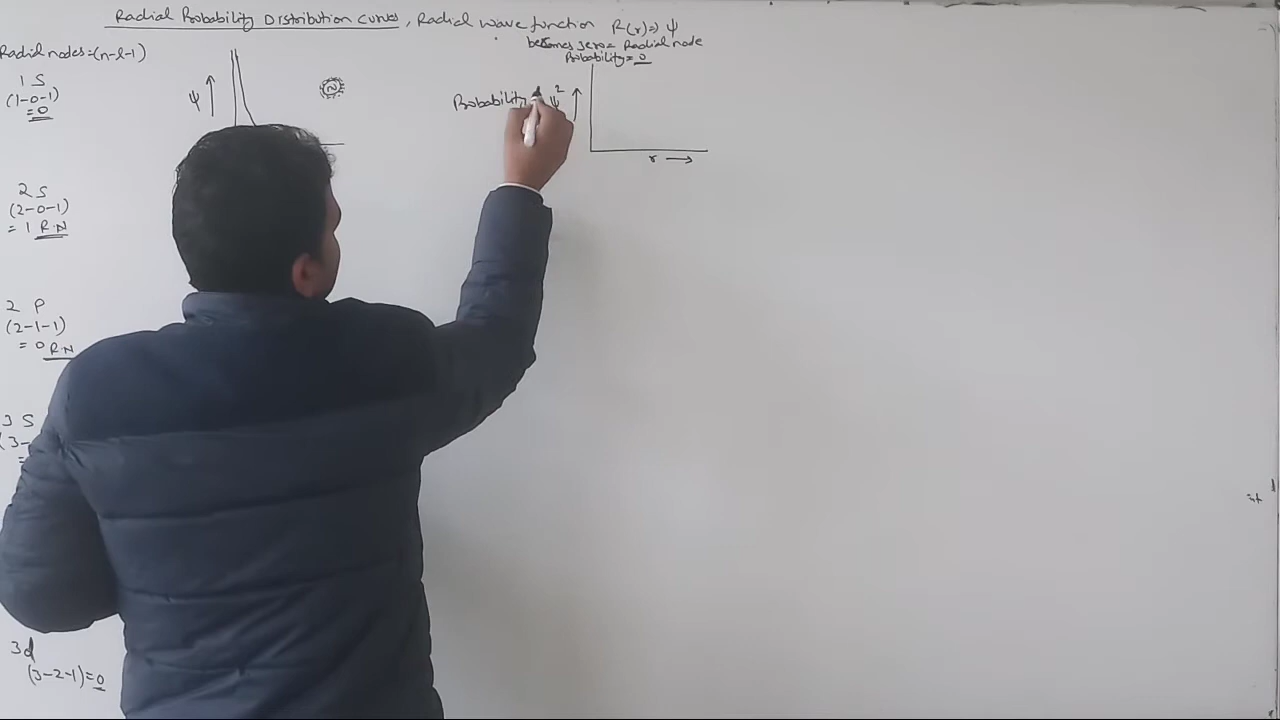 Radial Probability Distribution Curves, Radial wave function R(r) => ψ
becomes zero = Radial node
Probability = 0
Radial nodes = (n-l-1)
1 S
(1-0-1)
= 0
ψ
N
Probability
ψ²
r
2 S
(2-0-1)
= 1 R.N
2 P
(2-1-1)
= 0 R.N
3 S
(3-
=
3d
(3-2-1) = 0